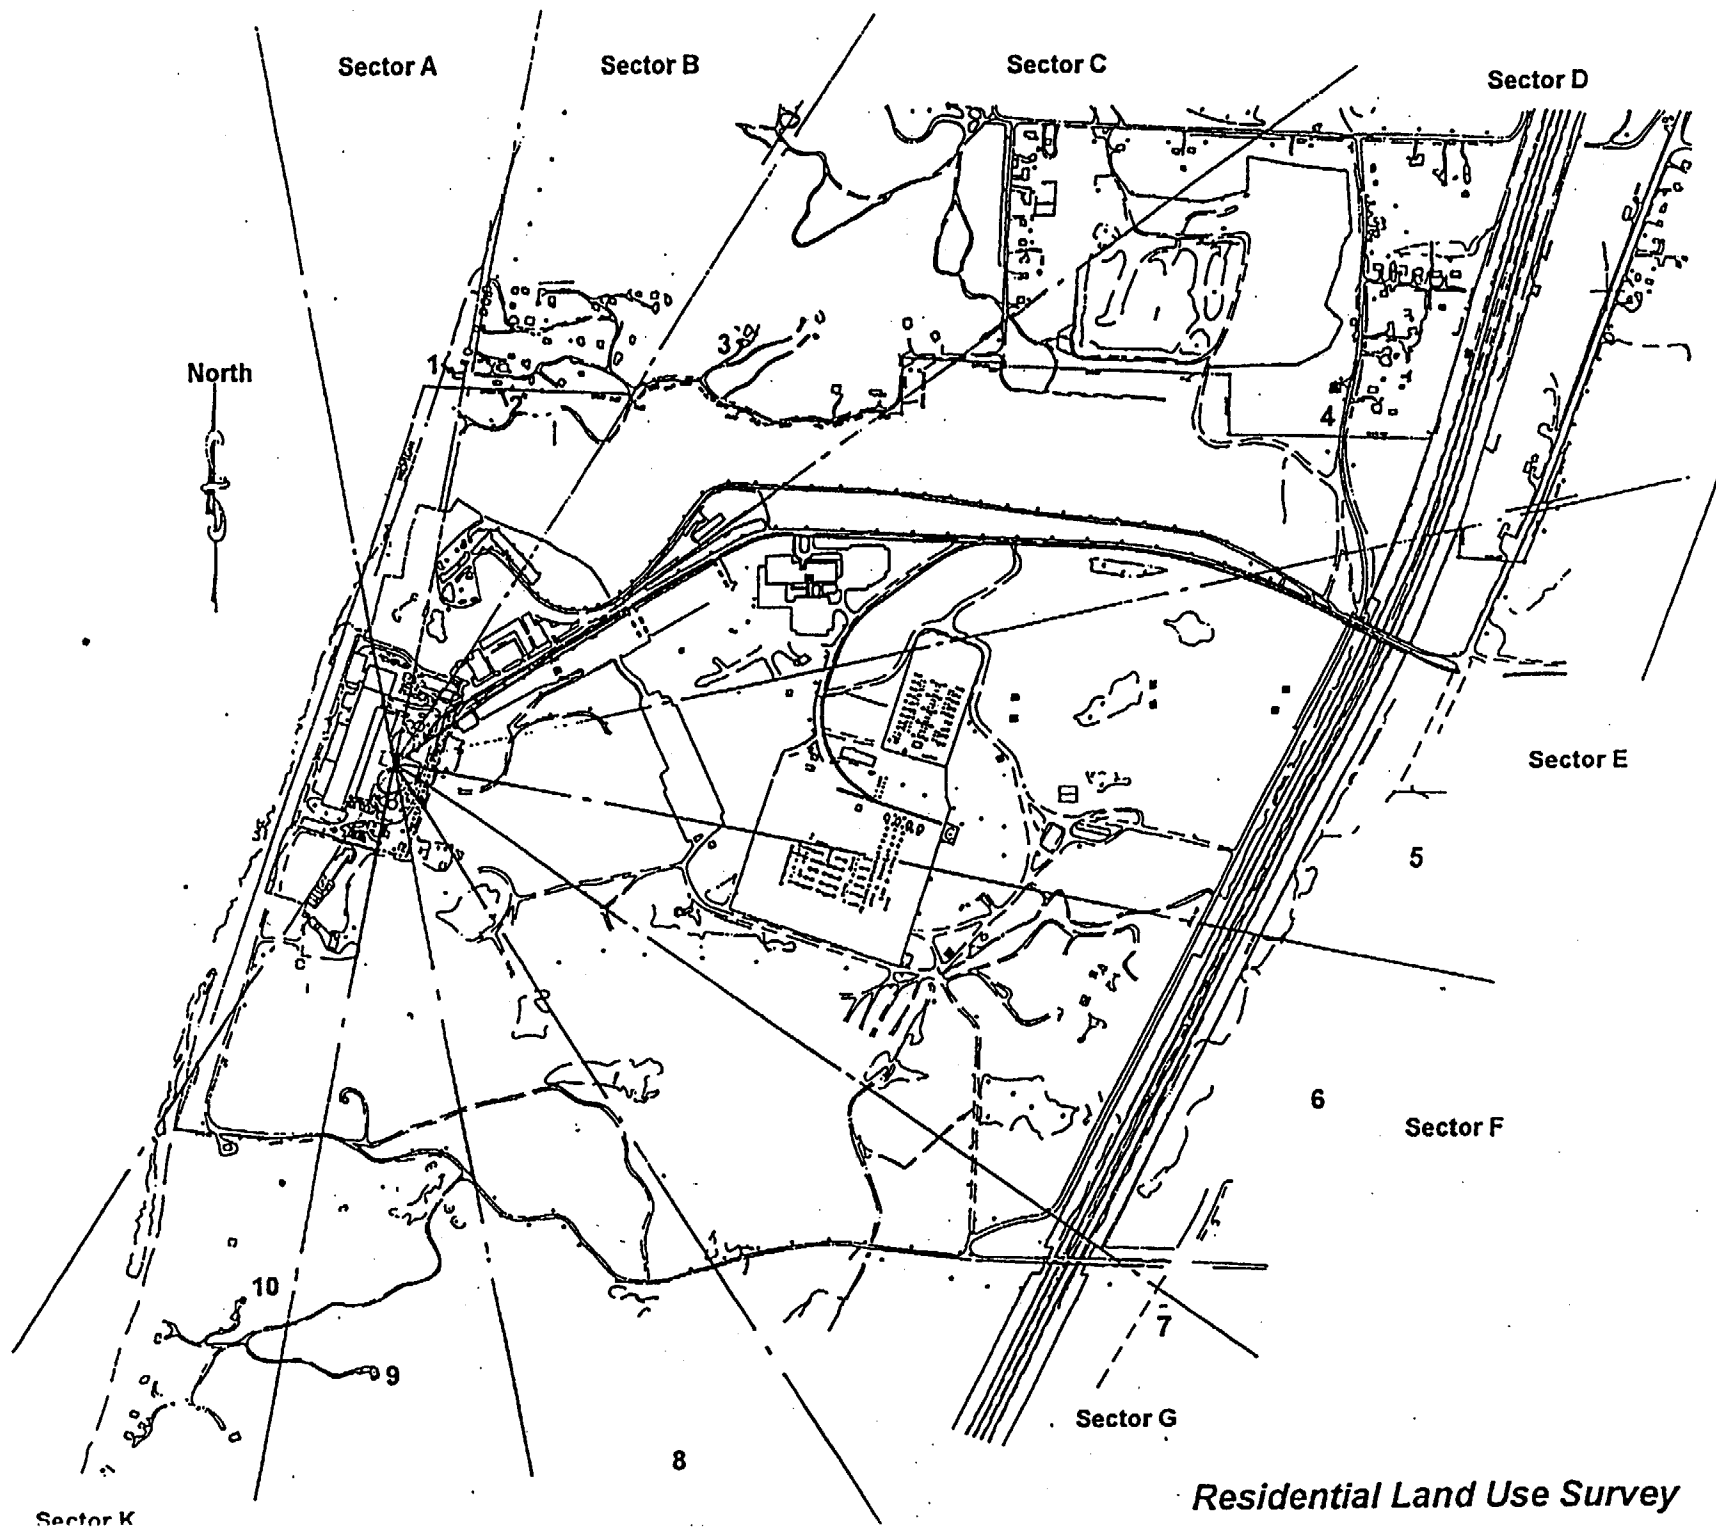 Sector A
Sector B
Sector C
Sector D
North
1
3
4
Sector E
5
6
Sector F
7
10
9
Sector G
8
Residential Land Use Survey
Sector K